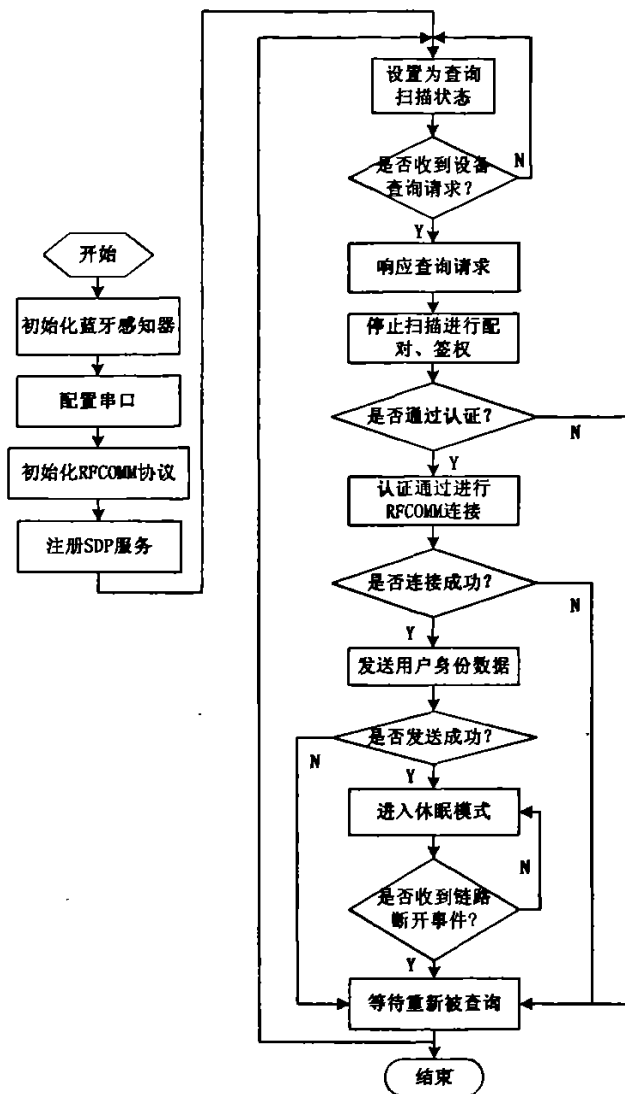 开始
初始化蓝牙感知器
配置串口
初始化RFCOMM协议
注册SDP服务
设置为查询
扫描状态
是否收到设备
查询请求?
N
Y
响应查询请求
停止扫描进行配
对、签权
是否通过认证?
N
Y
认证通过进行
RFCOMM连接
是否连接成功?
N
Y
发送用户身份数据
是否发送成功?
N
Y
进入休眠模式
N
是否收到链路
断开事件?
Y
等待重新被查询
结束